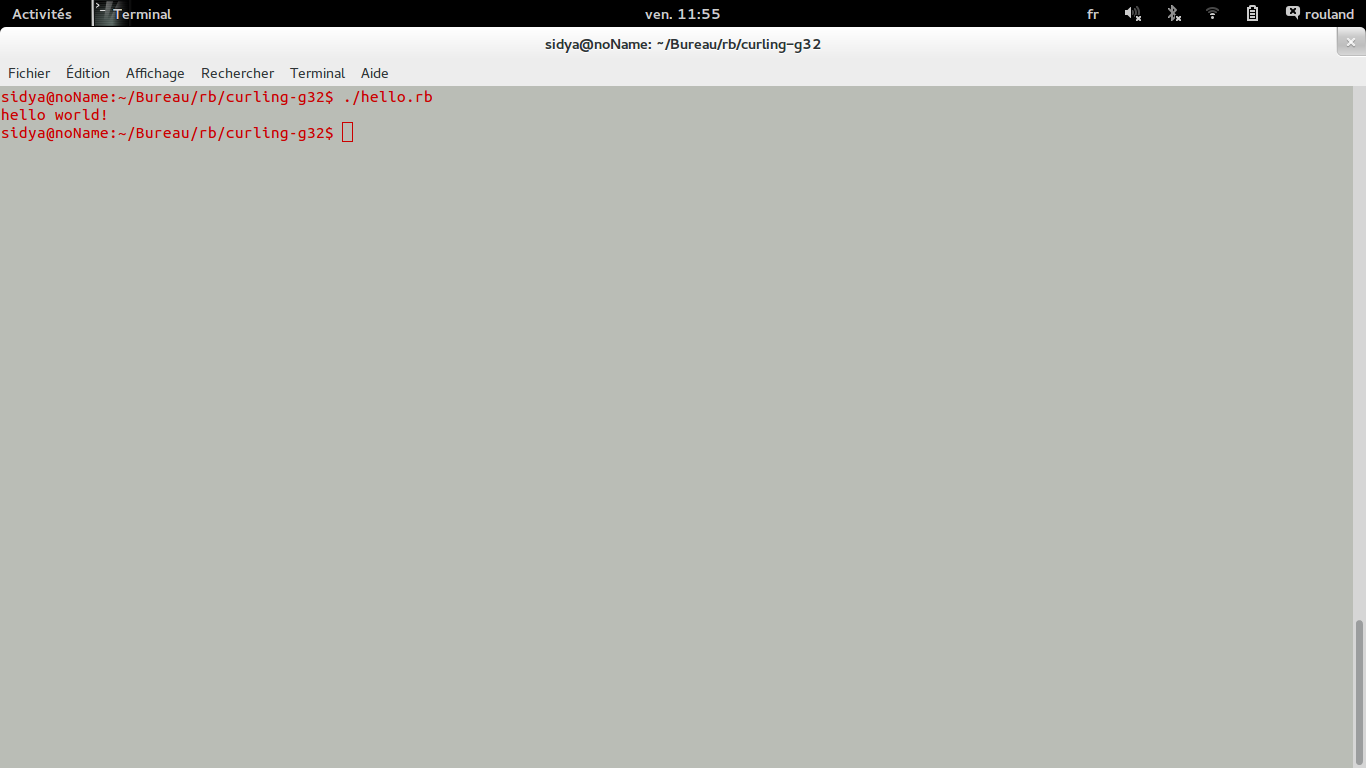 Activités Terminal ven. 11:55 fr rouland
sidya@noName: ~/Bureau/rb/curling-g32
Fichier Édition Affichage Rechercher Terminal Aide
sidya@noName:~/Bureau/rb/curling-g32$ ./hello.rb
hello world!
sidya@noName:~/Bureau/rb/curling-g32$